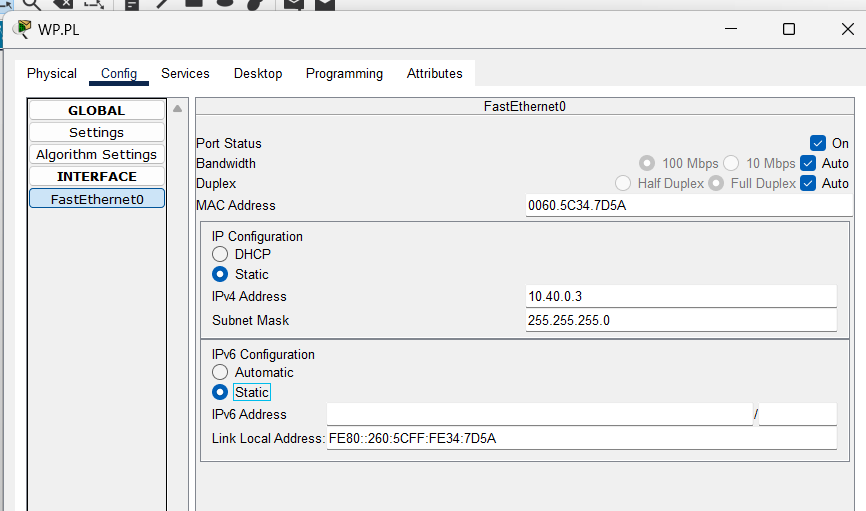 WP.PL
Physical Config Services Desktop Programming Attributes
GLOBAL
Settings
Algorithm Settings
INTERFACE
FastEthernet0
FastEthernet0
Port Status On
Bandwidth 100 Mbps 10 Mbps Auto
Duplex Half Duplex Full Duplex Auto
MAC Address 0060.5C34.7D5A
IP Configuration
DHCP
Static
IPv4 Address 10.40.0.3
Subnet Mask 255.255.255.0
IPv6 Configuration
Automatic
Static
IPv6 Address /
Link Local Address: FE80::260:5CFF:FE34:7D5A